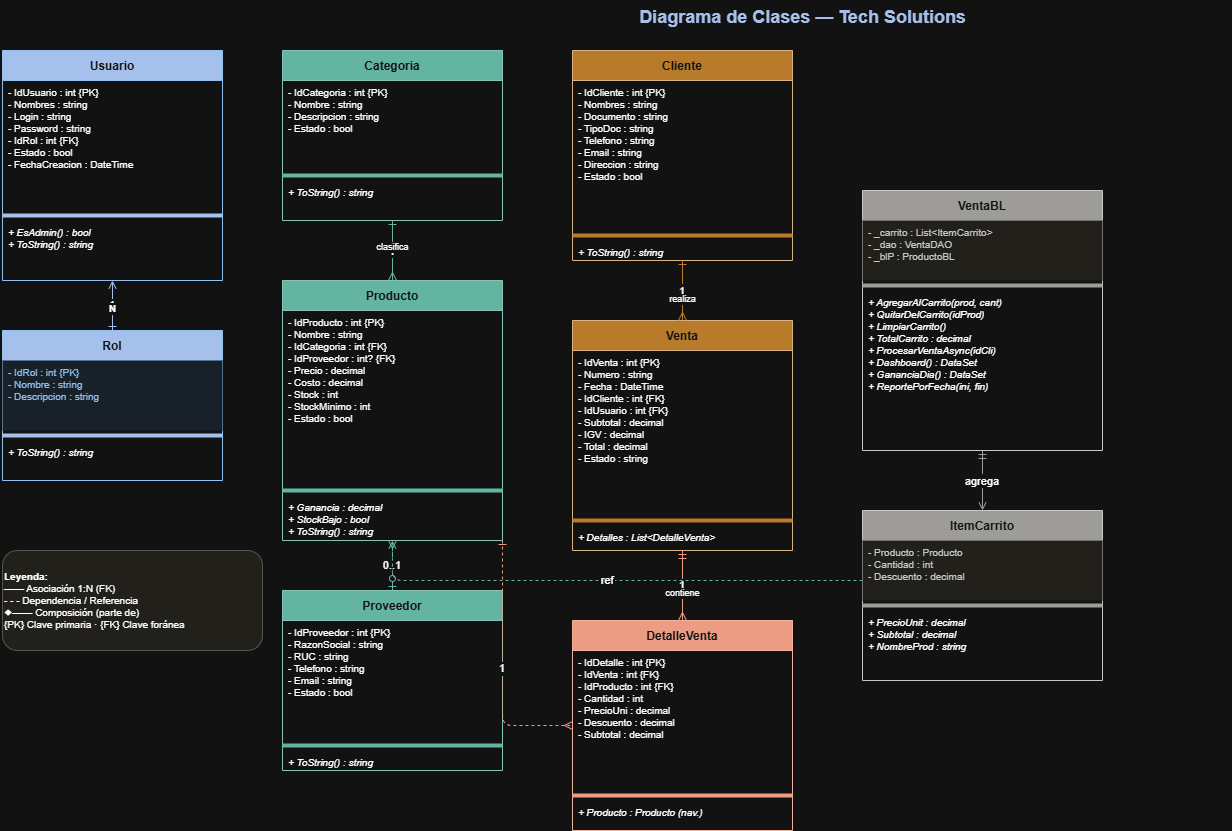 Diagrama de Clases — Tech Solutions
Usuario
- IdUsuario : int {PK}
- Nombres : string
- Login : string
- Password : string
- IdRol : int {FK}
- Estado : bool
- FechaCreacion : DateTime
+ EsAdmin() : bool
+ ToString() : string
N
Rol
- IdRol : int {PK}
- Nombre : string
- Descripcion : string
+ ToString() : string
Leyenda:
—— Asociación 1:N (FK)
- - - Dependencia / Referencia
◆—— Composición (parte de)
{PK} Clave primaria · {FK} Clave foránea
Categoria
- IdCategoria : int {PK}
- Nombre : string
- Descripcion : string
- Estado : bool
+ ToString() : string
clasifica
*
Producto
- IdProducto : int {PK}
- Nombre : string
- IdCategoria : int {FK}
- IdProveedor : int? {FK}
- Precio : decimal
- Costo : decimal
- Stock : int
- StockMinimo : int
- Estado : bool
+ Ganancia : decimal
+ StockBajo : bool
+ ToString() : string
0..1
Proveedor
- IdProveedor : int {PK}
- RazonSocial : string
- RUC : string
- Telefono : string
- Email : string
- Estado : bool
+ ToString() : string
1
Cliente
- IdCliente : int {PK}
- Nombres : string
- Documento : string
- TipoDoc : string
- Telefono : string
- Email : string
- Direccion : string
- Estado : bool
+ ToString() : string
1
realiza
Venta
- IdVenta : int {PK}
- Numero : string
- Fecha : DateTime
- IdCliente : int {FK}
- IdUsuario : int {FK}
- Subtotal : decimal
- IGV : decimal
- Total : decimal
- Estado : string
+ Detalles : List<DetalleVenta>
ref
1
contiene
DetalleVenta
- IdDetalle : int {PK}
- IdVenta : int {FK}
- IdProducto : int {FK}
- Cantidad : int
- PrecioUni : decimal
- Descuento : decimal
- Subtotal : decimal
+ Producto : Producto (nav.)
VentaBL
- _carrito : List<ItemCarrito>
- _dao : VentaDAO
- _blP : ProductoBL
+ AgregarAlCarrito(prod, cant)
+ QuitarDelCarrito(idProd)
+ LimpiarCarrito()
+ TotalCarrito : decimal
+ ProcesarVentaAsync(idCli)
+ Dashboard() : DataSet
+ GananciaDia() : DataSet
+ ReportePorFecha(ini, fin)
agrega
ItemCarrito
- Producto : Producto
- Cantidad : int
- Descuento : decimal
+ PrecioUnit : decimal
+ Subtotal : decimal
+ NombreProd : string